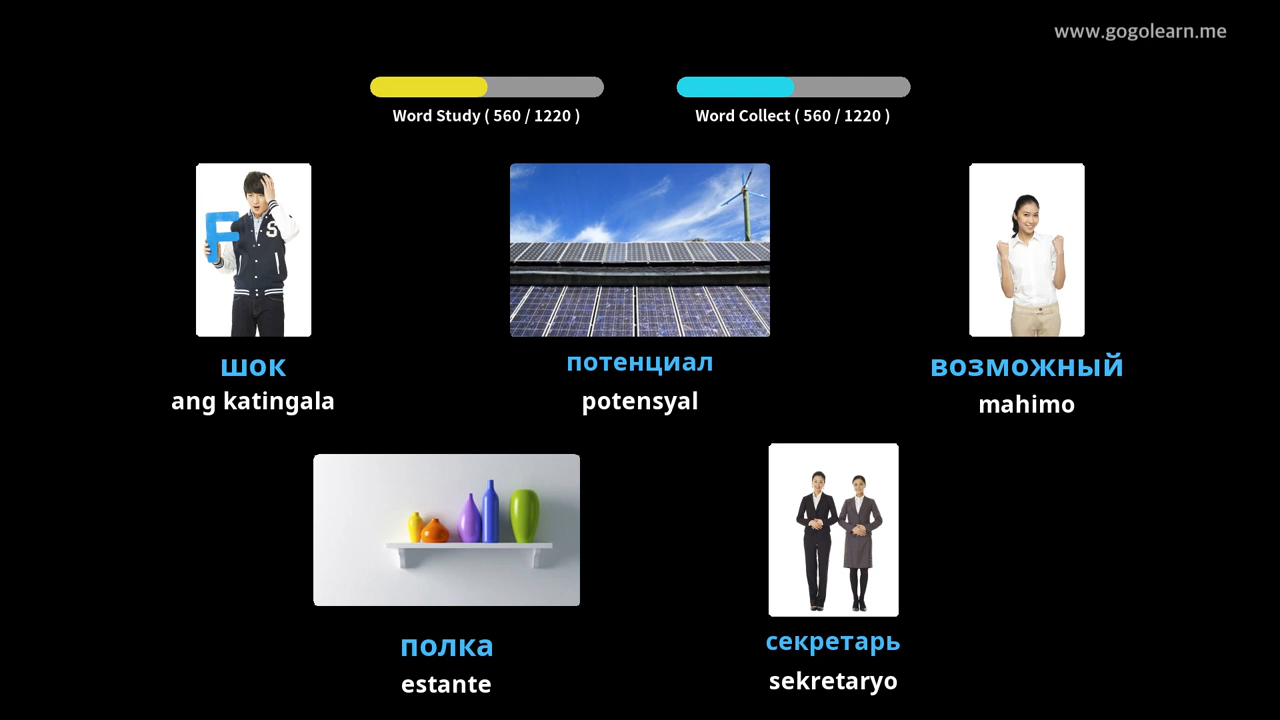 www.gogolearn.me
Word Study ( 560 / 1220 )
Word Collect ( 560 / 1220 )
F
S
шок
ang katingala
потенциал
potensyal
возможный
mahimo
полка
estante
секретарь
sekretaryo